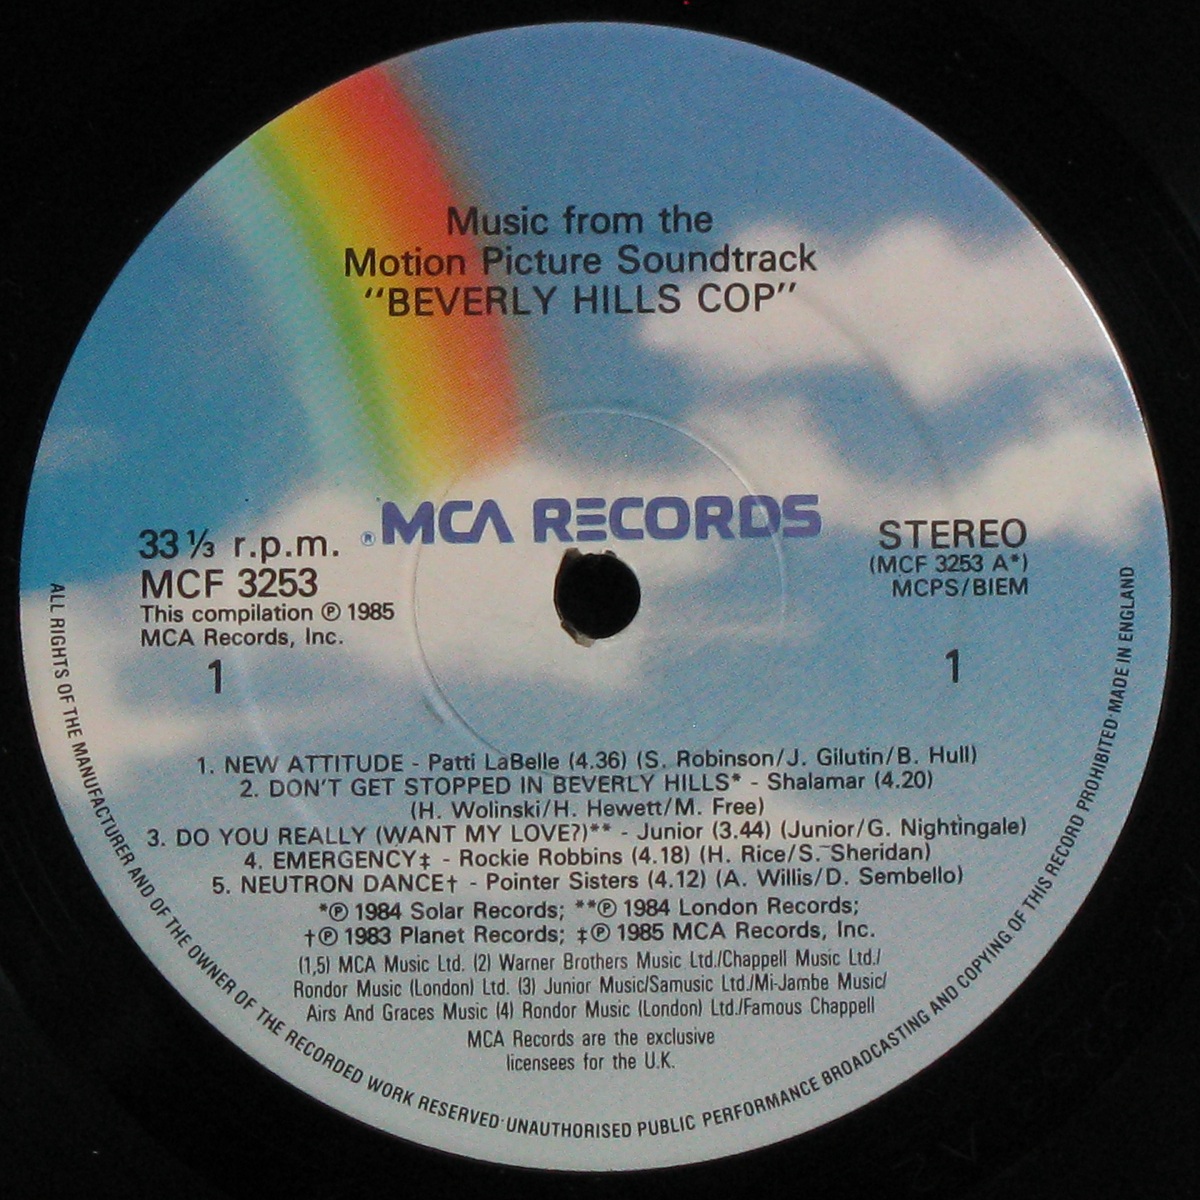 Music from the
Motion Picture Soundtrack
“BEVERLY HILLS COP”
® MCA RECORDS
33 ⅓ r.p.m.
MCF 3253
This compilation ℗ 1985
MCA Records, Inc.
1
STEREO
(MCF 3253 A*)
MCPS/BIEM
1
1. NEW ATTITUDE - Patti LaBelle (4.36) (S. Robinson/J. Gilutin/B. Hull)
2. DON'T GET STOPPED IN BEVERLY HILLS* - Shalamar (4.20)
(H. Wolinski/H. Hewett/M. Free)
3. DO YOU REALLY (WANT MY LOVE?)** - Junior (3.44) (Junior/G. Nightingale)
4. EMERGENCY‡ - Rockie Robbins (4.18) (H. Rice/S. Sheridan)
5. NEUTRON DANCE† - Pointer Sisters (4.12) (A. Willis/D. Sembello)
*℗ 1984 Solar Records; **℗ 1984 London Records;
†℗ 1983 Planet Records; ‡℗ 1985 MCA Records, Inc.
(1,5) MCA Music Ltd. (2) Warner Brothers Music Ltd./Chappell Music Ltd./
Rondor Music (London) Ltd. (3) Junior Music/Samusic Ltd./Mi-Jambe Music/
Airs And Graces Music (4) Rondor Music (London) Ltd./Famous Chappell
MCA Records are the exclusive
licensees for the U.K.
ALL RIGHTS OF THE MANUFACTURER AND OF THE OWNER OF THE RECORDED WORK RESERVED·UNAUTHORISED PUBLIC PERFORMANCE BROADCASTING AND COPYING OF THIS RECORD PROHIBITED·MADE IN ENGLAND